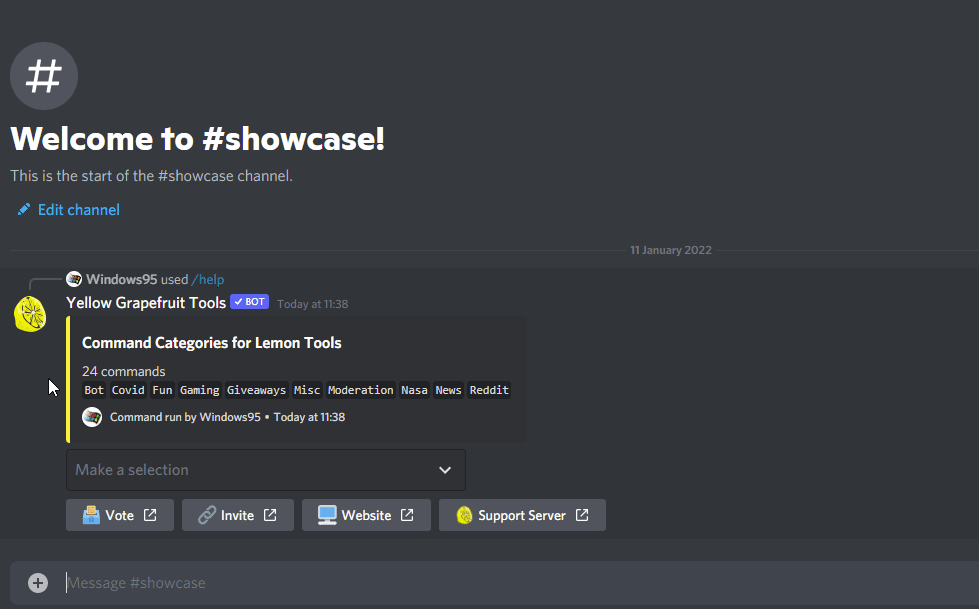 Welcome to #showcase!
This is the start of the #showcase channel.
Edit channel
11 January 2022
Windows95 used /help
Yellow Grapefruit Tools ✓ BOT Today at 11:38
Command Categories for Lemon Tools
24 commands
Bot Covid Fun Gaming Giveaways Misc Moderation Nasa News Reddit
Command run by Windows95 • Today at 11:38
Make a selection
Vote Invite Website Support Server
Message #showcase